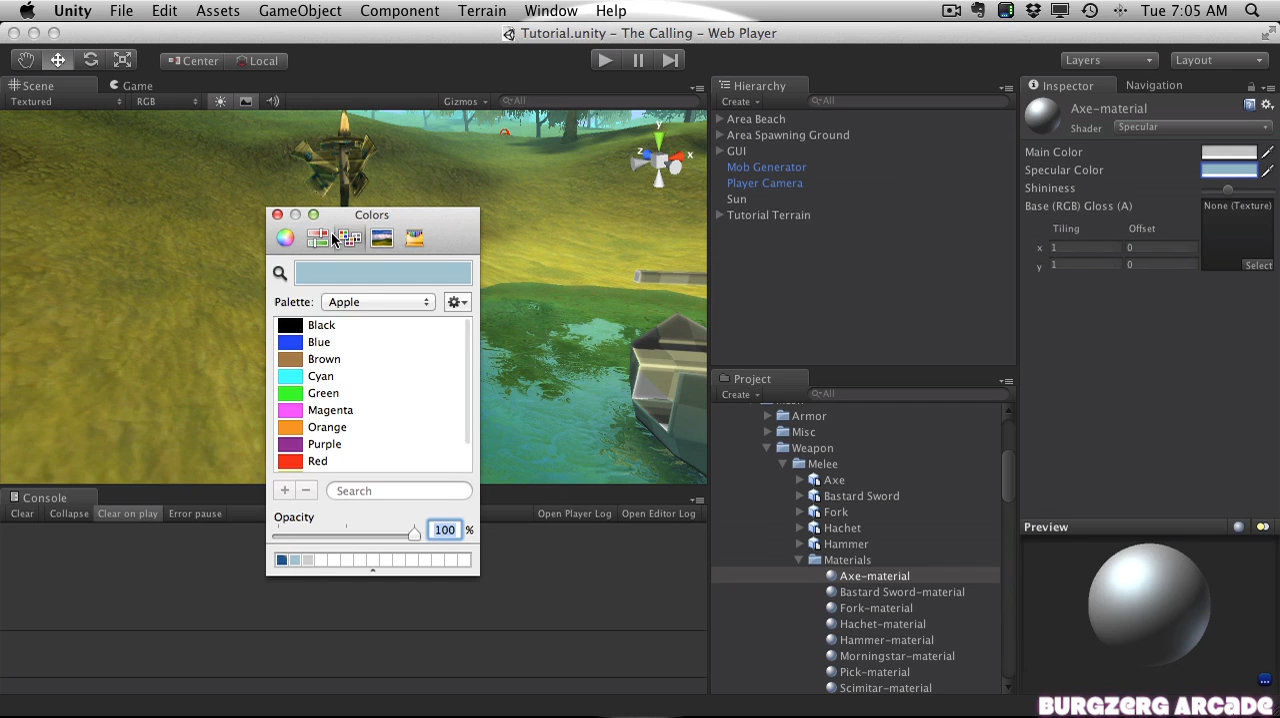 Unity File Edit Assets GameObject Component Terrain Window Help Tue 7:05 AM
Tutorial.unity - The Calling - Web Player
Center Local Layers Layout
Scene Game
Textured RGB Gizmos All
y
z x
Colors
Palette: Apple
Black
Blue
Brown
Cyan
Green
Magenta
Orange
Purple
Red
Search
Opacity
100 %
Console
Clear Collapse Clear on play Error pause Open Player Log Open Editor Log
Hierarchy
Create All
Area Beach
Area Spawning Ground
GUI
Mob Generator
Player Camera
Sun
Tutorial Terrain
Project
Create All
Armor
Misc
Weapon
Melee
Axe
Bastard Sword
Fork
Hachet
Hammer
Materials
Axe-material
Bastard Sword-material
Fork-material
Hachet-material
Hammer-material
Morningstar-material
Pick-material
Scimitar-material
Inspector Navigation
Axe-material
Shader Specular
Main Color
Specular Color
Shininess
Base (RGB) Gloss (A) None (Texture)
Tiling Offset
x 1 0
y 1 0 Select
Preview
BURGZERG ARCADE